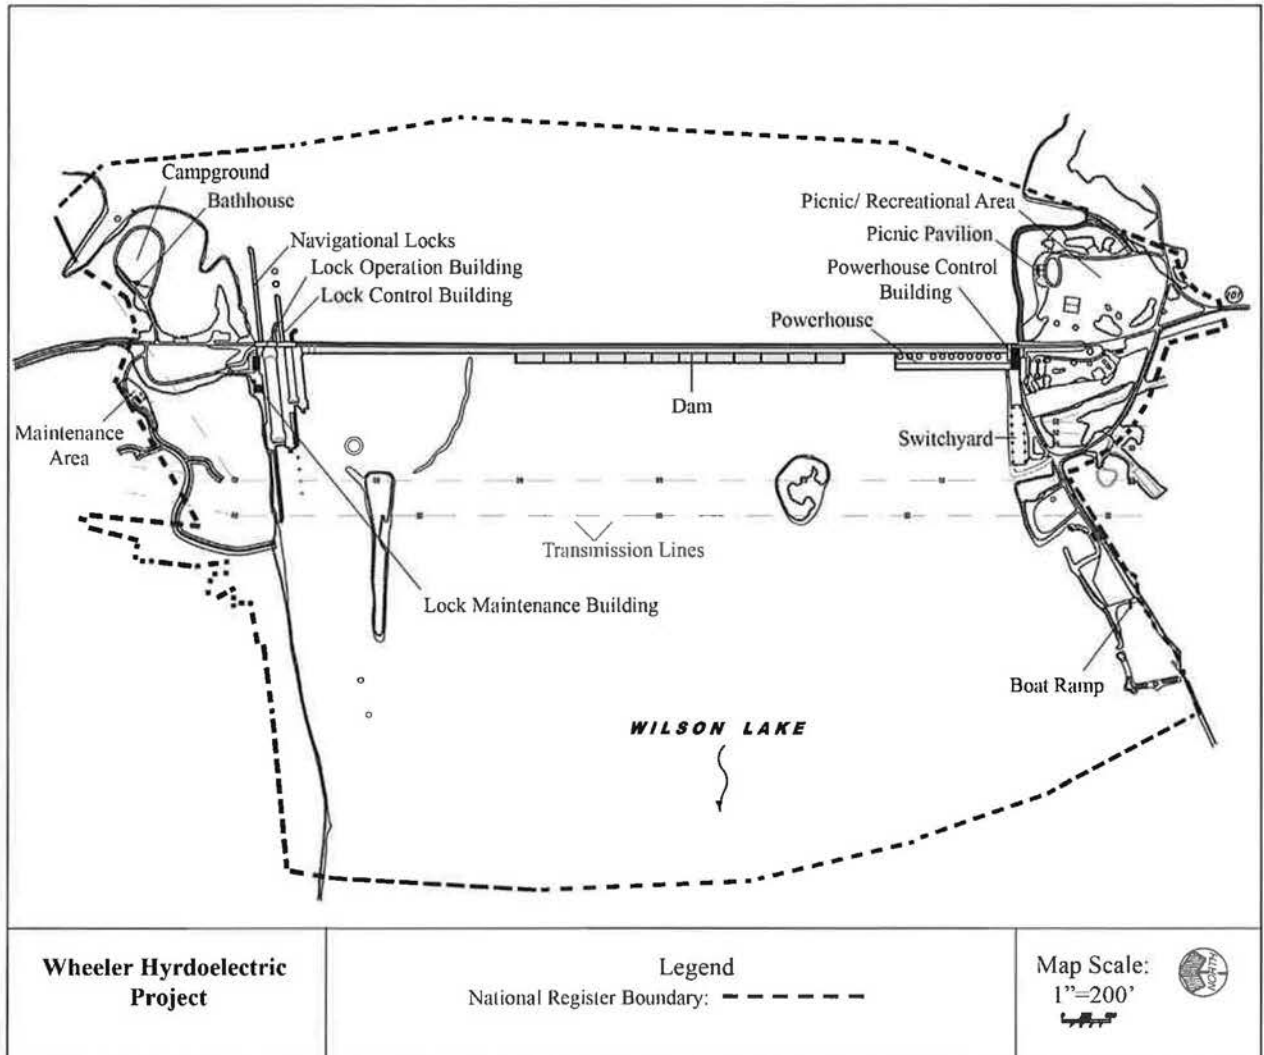 Campground
Bathhouse
Navigational Locks
Lock Operation Building
Lock Control Building
Picnic/ Recreational Area
Picnic Pavilion
Powerhouse Control
Building
Powerhouse
101
Dam
Maintenance
Area
Switchyard
Transmission Lines
Lock Maintenance Building
Boat Ramp
WILSON LAKE
Wheeler Hyrdoelectric
Project
Legend
National Register Boundary:
Map Scale:
1"=200'
NORTH